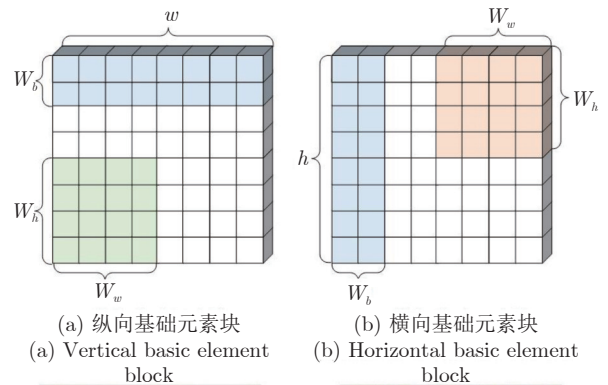 w
W_w
W_b
W_h
h
W_h
W_w
W_b
(a) 纵向基础元素块
(b) 横向基础元素块
(a) Vertical basic element
block
(b) Horizontal basic element
block